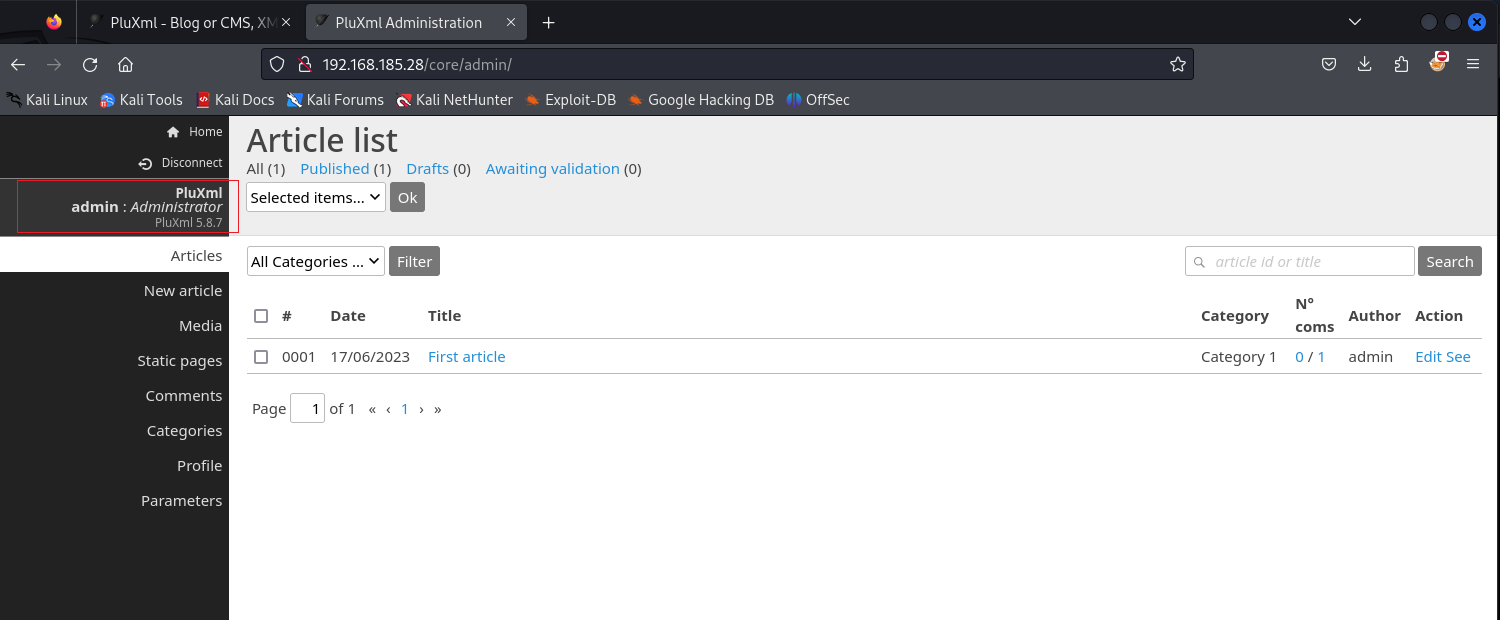 PluXml - Blog or CMS, XM
PluXml Administration
192.168.185.28/core/admin/
Kali Linux Kali Tools Kali Docs Kali Forums Kali NetHunter Exploit-DB Google Hacking DB OffSec
Home
Disconnect
PluXml
admin : Administrator
PluXml 5.8.7
Articles
New article
Media
Static pages
Comments
Categories
Profile
Parameters
Article list
All (1) Published (1) Drafts (0) Awaiting validation (0)
Selected items... Ok
All Categories ... Filter article id or title Search
# Date Title Category N° coms Author Action
0001 17/06/2023 First article Category 1 0 / 1 admin Edit See
Page 1 of 1 « ‹ 1 › »